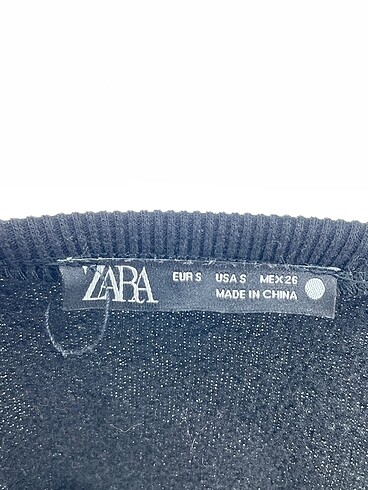 ZARA
EUR S USA S MEX 26
MADE IN CHINA